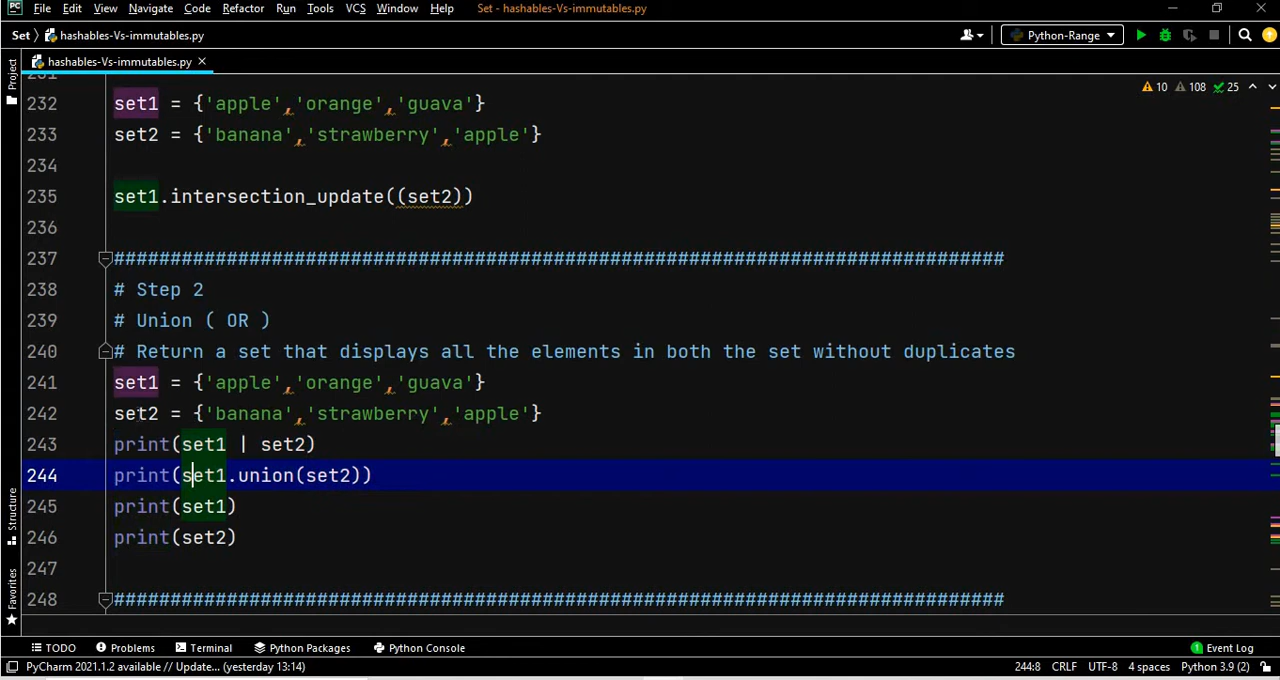 PC File Edit View Navigate Code Refactor Run Tools VCS Window Help Set - hashables-Vs-immutables.py
Set hashables-Vs-immutables.py Python-Range
hashables-Vs-immutables.py
10 108 25
Project
232 set1 = {'apple','orange','guava'}
233 set2 = {'banana','strawberry','apple'}
234
235 set1.intersection_update((set2))
236
237 ###############################################################################
238 # Step 2
239 # Union ( OR )
240 # Return a set that displays all the elements in both the set without duplicates
241 set1 = {'apple','orange','guava'}
242 set2 = {'banana','strawberry','apple'}
243 print(set1 | set2)
244 print(set1.union(set2))
245 print(set1)
246 print(set2)
247
248 ###############################################################################
Structure
Favorites
TODO Problems Terminal Python Packages Python Console 1 Event Log
PyCharm 2021.1.2 available // Update... (yesterday 13:14) 244:8 CRLF UTF-8 4 spaces Python 3.9 (2)